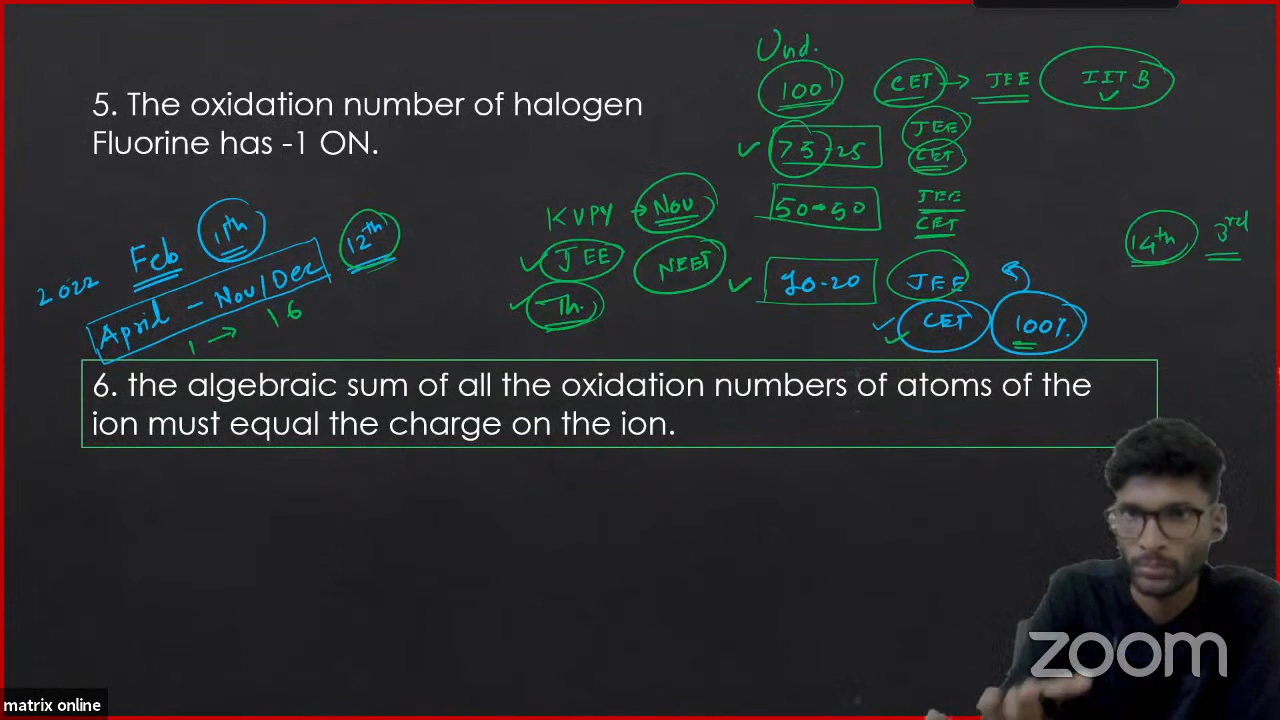 5. The oxidation number of halogen
Fluorine has -1 ON.
Und.
100 CET → JEE IIT B
75-25 JEE
CET
50-50 JEE
CET
80-20 JEE
CET 100%
14th 3rd
KVPY → Nov
JEE NEET
Th.
2022 Feb 11th 12th
April - Nov/Dec
1 → 16
6. the algebraic sum of all the oxidation numbers of atoms of the
ion must equal the charge on the ion.
zoom
matrix online